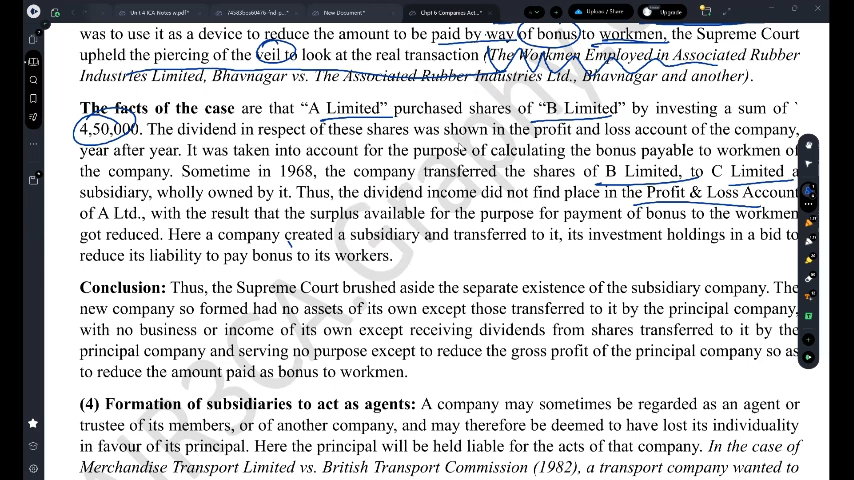 Unit 4 ICA Notes w.pdf*
7458355560476 fnd-p...*
New Document*
Chpt 6 Companies Act...*
Upload / Share
Upgrade
was to use it as a device to reduce the amount to be paid by way of bonus to workmen, the Supreme Court
upheld the piercing of the veil to look at the real transaction (The Workmen Employed in Associated Rubber
Industries Limited, Bhavnagar vs. The Associated Rubber Industries Ltd., Bhavnagar and another).
The facts of the case are that “A Limited” purchased shares of “B Limited” by investing a sum of `
4,50,000. The dividend in respect of these shares was shown in the profit and loss account of the company,
year after year. It was taken into account for the purpose of calculating the bonus payable to workmen of
the company. Sometime in 1968, the company transferred the shares of B Limited, to C Limited a
subsidiary, wholly owned by it. Thus, the dividend income did not find place in the Profit & Loss Account
of A Ltd., with the result that the surplus available for the purpose for payment of bonus to the workmen
got reduced. Here a company created a subsidiary and transferred to it, its investment holdings in a bid to
reduce its liability to pay bonus to its workers.
Conclusion: Thus, the Supreme Court brushed aside the separate existence of the subsidiary company. The
new company so formed had no assets of its own except those transferred to it by the principal company,
with no business or income of its own except receiving dividends from shares transferred to it by the
principal company and serving no purpose except to reduce the gross profit of the principal company so as
to reduce the amount paid as bonus to workmen.
(4) Formation of subsidiaries to act as agents: A company may sometimes be regarded as an agent or
trustee of its members, or of another company, and may therefore be deemed to have lost its individuality
in favour of its principal. Here the principal will be held liable for the acts of that company. In the case of
Merchandise Transport Limited vs. British Transport Commission (1982), a transport company wanted to